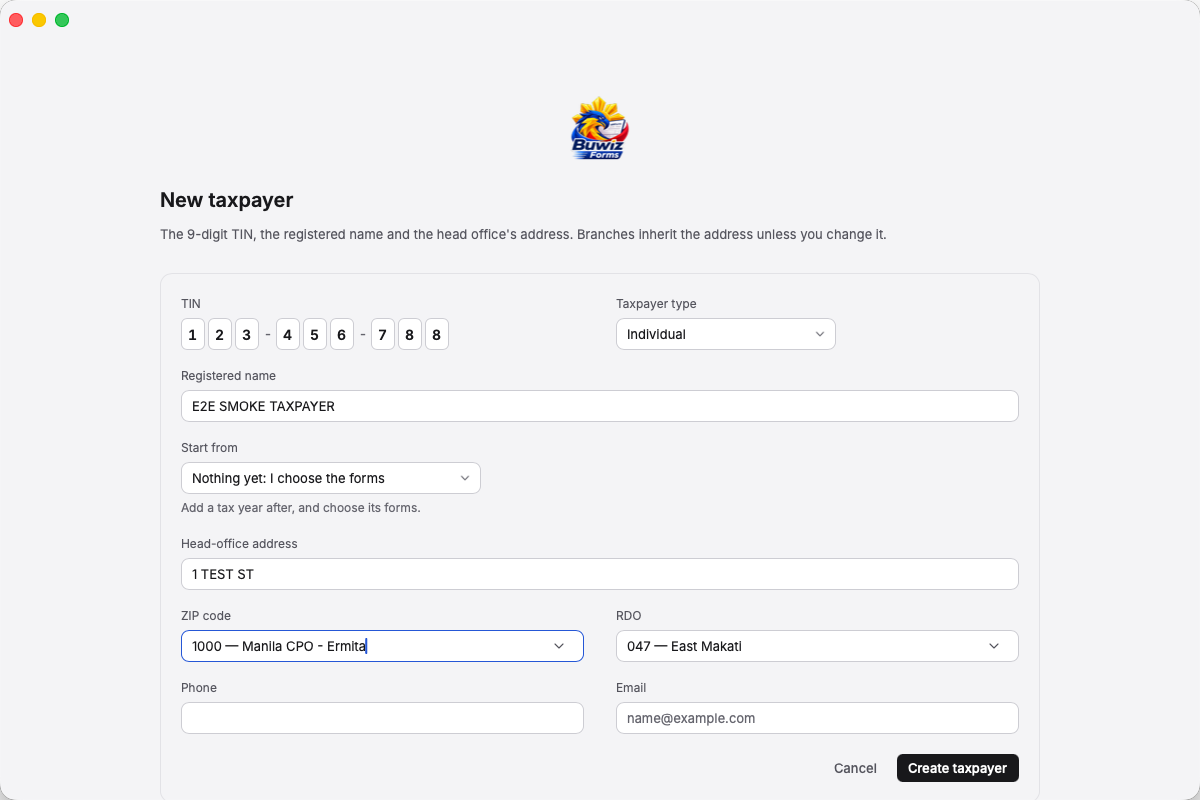 Buwiz
Forms
New taxpayer
The 9-digit TIN, the registered name and the head office's address. Branches inherit the address unless you change it.
TIN
Taxpayer type
1 2 3 - 4 5 6 - 7 8 8
Individual
Registered name
E2E SMOKE TAXPAYER
Start from
Nothing yet: I choose the forms
Add a tax year after, and choose its forms.
Head-office address
1 TEST ST
ZIP code
RDO
1000 — Manila CPO - Ermita
047 — East Makati
Phone
Email
name@example.com
Cancel
Create taxpayer